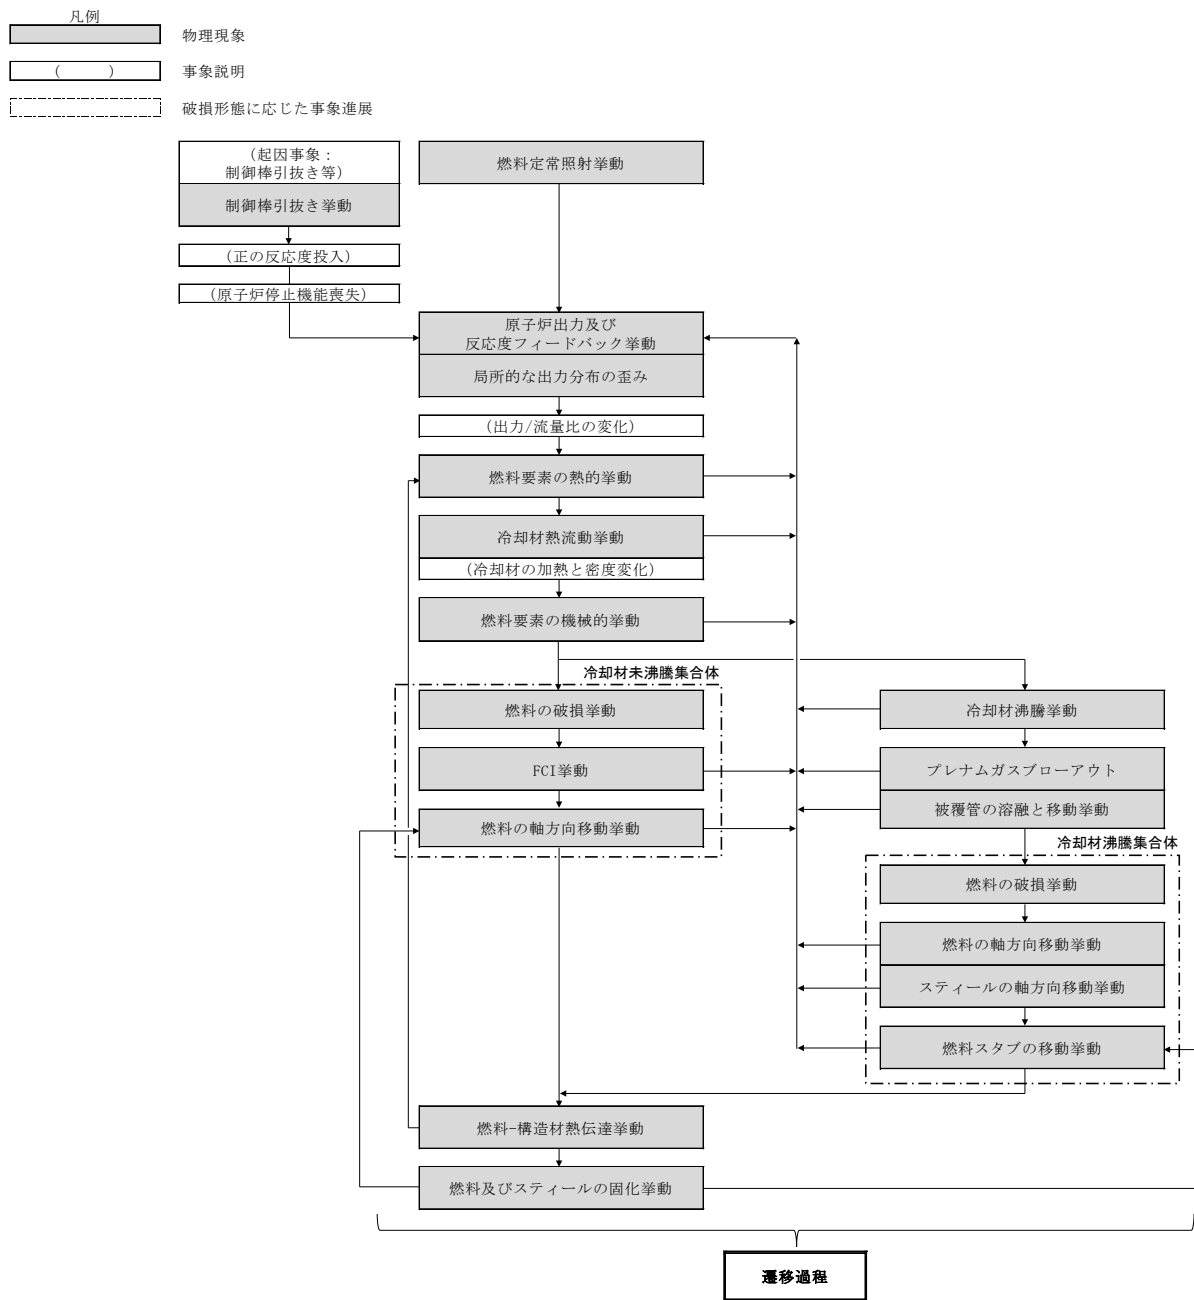 凡例
物理現象
(　　　)
事象説明
破損形態に応じた事象進展
(起因事象：
制御棒引抜き等)
制御棒引抜き挙動
(正の反応度投入)
(原子炉停止機能喪失)
燃料定常照射挙動
原子炉出力及び
反応度フィードバック挙動
局所的な出力分布の歪み
(出力/流量比の変化)
燃料要素の熱的挙動
冷却材熱流動挙動
(冷却材の加熱と密度変化)
燃料要素の機械的挙動
冷却材未沸騰集合体
燃料の破損挙動
FCI挙動
燃料の軸方向移動挙動
冷却材沸騰挙動
プレナムガスブローアウト
被覆管の溶融と移動挙動
冷却材沸騰集合体
燃料の破損挙動
燃料の軸方向移動挙動
スティールの軸方向移動挙動
燃料スタブの移動挙動
燃料-構造材熱伝達挙動
燃料及びスティールの固化挙動
遷移過程